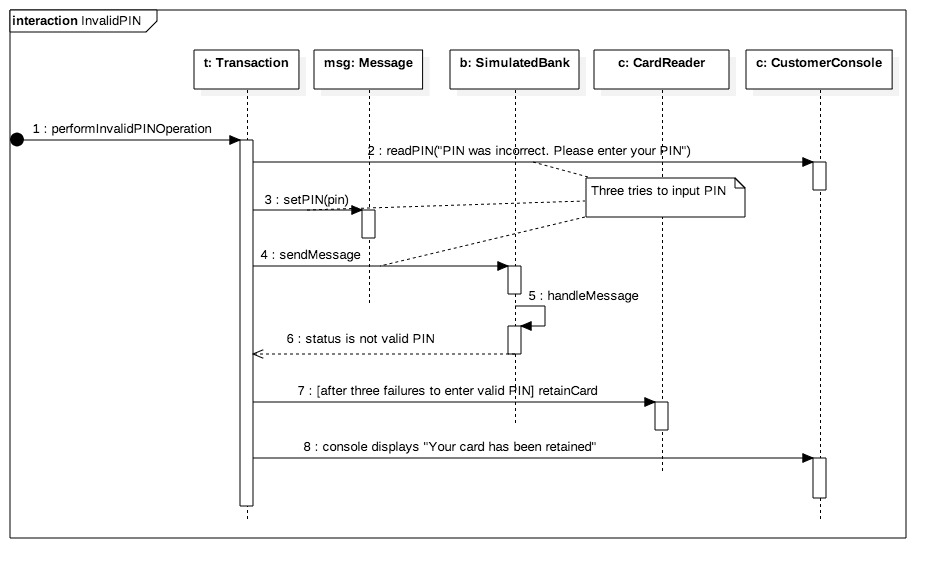 interaction InvalidPIN
t: Transaction
msg: Message
b: SimulatedBank
c: CardReader
c: CustomerConsole
1 : performInvalidPINOperation
2 : readPIN("PIN was incorrect. Please enter your PIN")
Three tries to input PIN
3 : setPIN(pin)
4 : sendMessage
5 : handleMessage
6 : status is not valid PIN
7 : [after three failures to enter valid PIN] retainCard
8 : console displays "Your card has been retained"